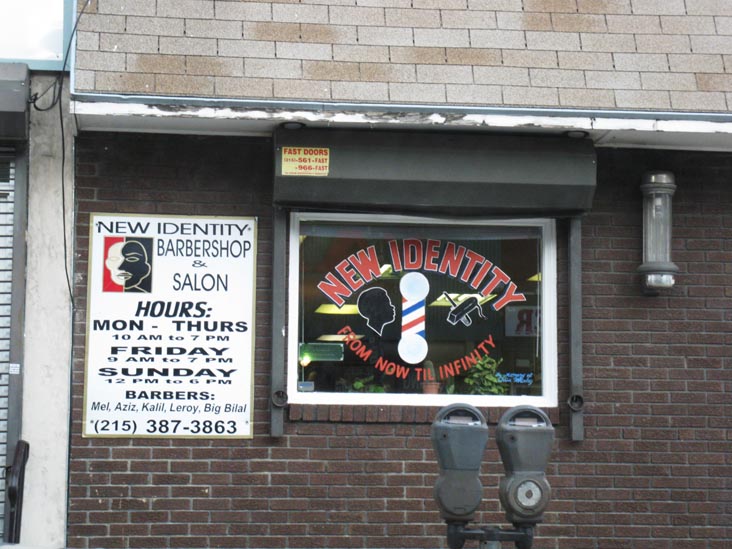 FAST DOORS
(215)-561-FAST
-966-FAST
NEW IDENTITY
BARBERSHOP
&
SALON
HOURS:
MON - THURS
10 AM to 7 PM
FRIDAY
9 AM to 7 PM
SUNDAY
12 PM to 6 PM
BARBERS:
Mel, Aziz, Kalil, Leroy, Big Bilal
(215) 387-3863
NEW IDENTITY
FROM NOW TIL INFINITY